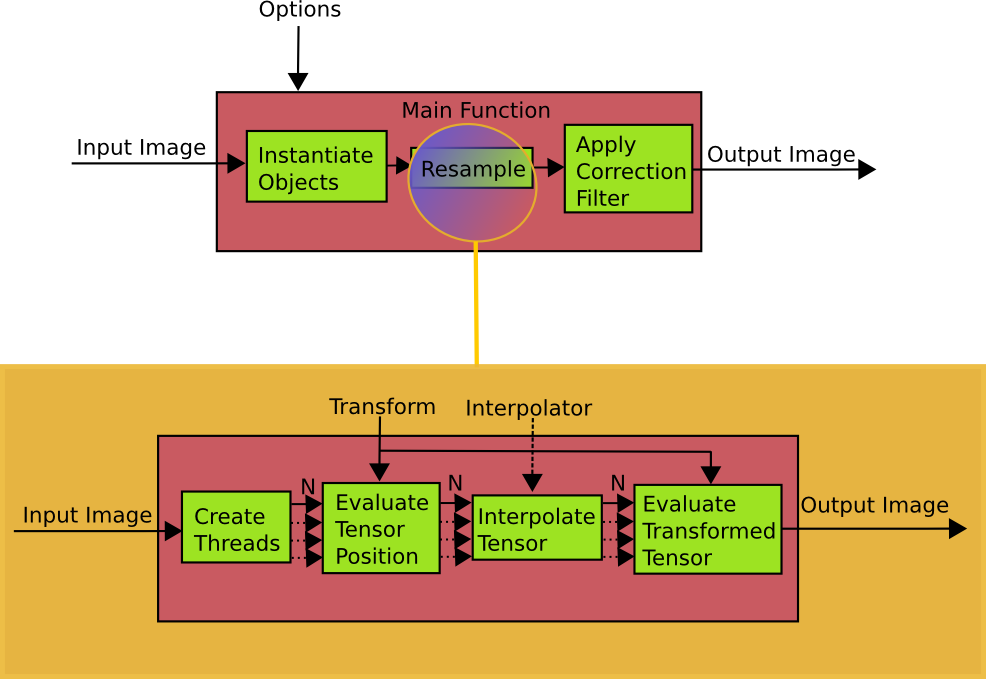 Options
Main Function
Input Image
Instantiate
Objects
Resample
Apply
Correction
Filter
Output Image
Transform
Interpolator
Input Image
Create
Threads
N
Evaluate
Tensor
Position
N
Interpolate
Tensor
N
Evaluate
Transformed
Tensor
Output Image